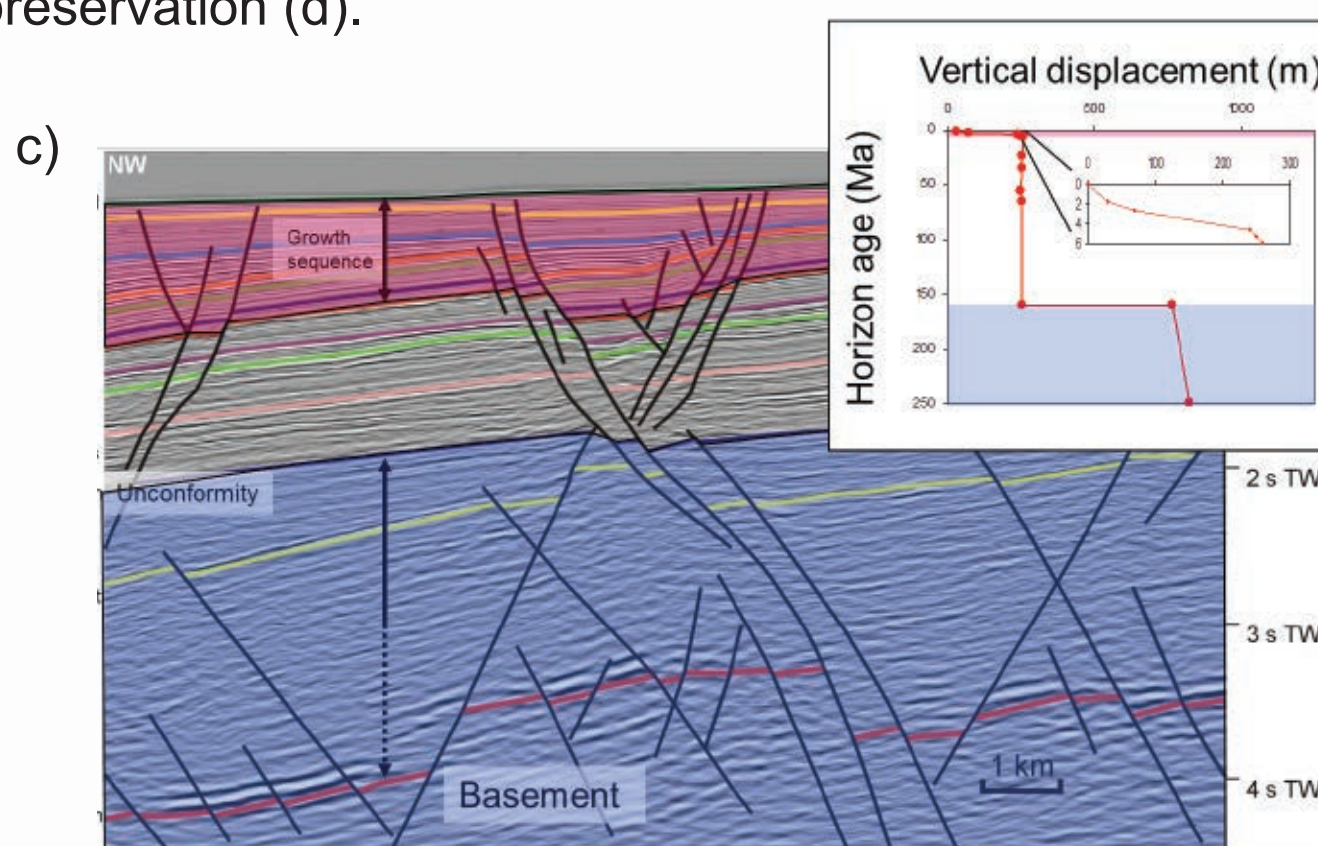 preservation (d).
c)
NW
Growth
sequence
Unconformity
Basement
1 km
2 s TW
3 s TW
4 s TW
Vertical displacement (m)
0 500 1000
Horizon age (Ma)
0
50
100
150
200
250
0 100 200 300
0
2
4
6